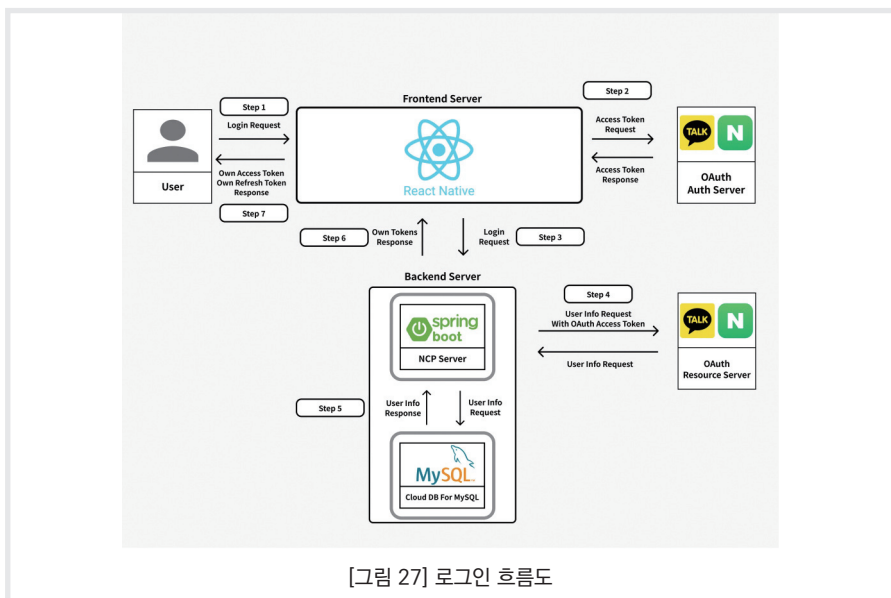 Step 1
Login Request
User
Own Access Token
Own Refresh Token
Response
Step 7
Frontend Server
React Native
Step 2
Access Token
Request
Access Token
Response
TALK
N
OAuth
Auth Server
Step 6
Own Tokens
Response
Login
Request
Step 3
Backend Server
spring
boot
NCP Server
Step 4
User Info Request
With OAuth Access Token
User Info Request
TALK
N
OAuth
Resource Server
Step 5
User Info
Response
User Info
Request
MySQL
Cloud DB For MySQL
[그림 27] 로그인 흐름도